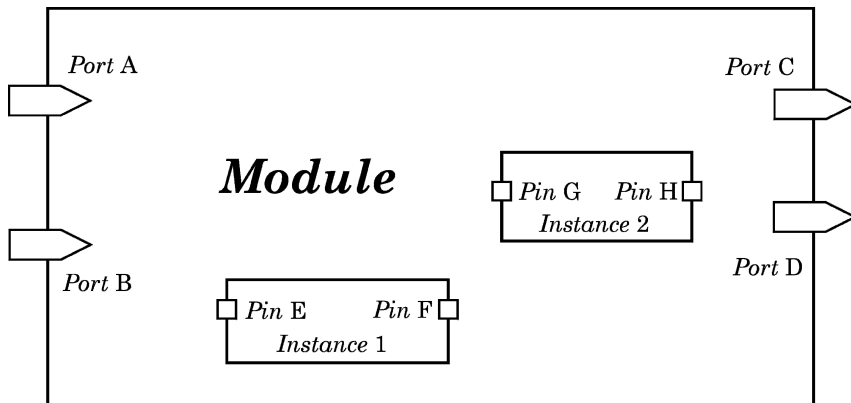 Port A
Port C
Module
Pin G
Pin H
Instance 2
Port B
Port D
Pin E
Pin F
Instance 1